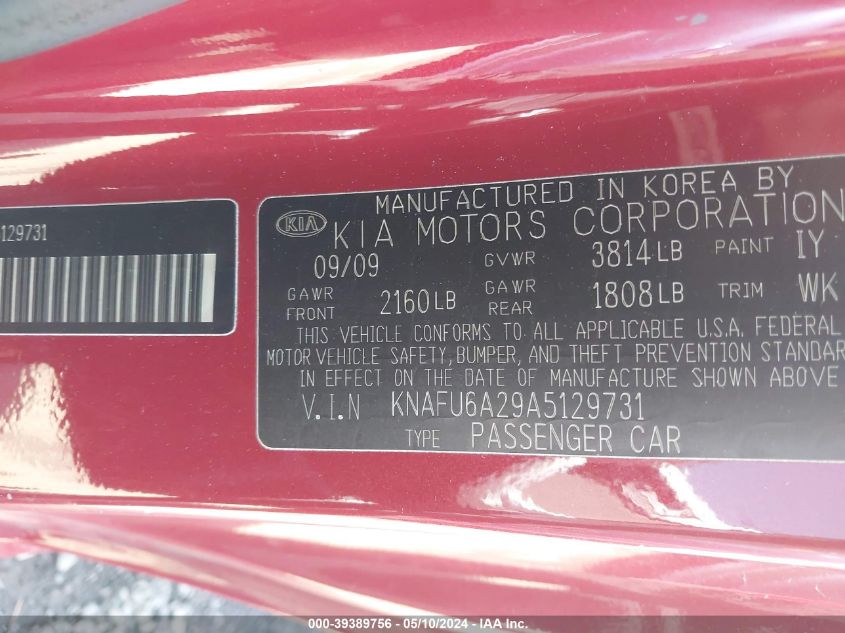 129731
MANUFACTURED IN KOREA BY
KIA KIA MOTORS CORPORATION
09/09 GVWR 3814LB PAINT IY
GAWR FRONT 2160LB GAWR REAR 1808LB TRIM WK
THIS VEHICLE CONFORMS TO ALL APPLICABLE U.S.A. FEDERAL
MOTOR VEHICLE SAFETY, BUMPER, AND THEFT PREVENTION STANDAR
IN EFFECT ON THE DATE OF MANUFACTURE SHOWN ABOVE
V.I.N KNAFU6A29A5129731
TYPE PASSENGER CAR
000-39389756 - 05/10/2024 - IAAI.com